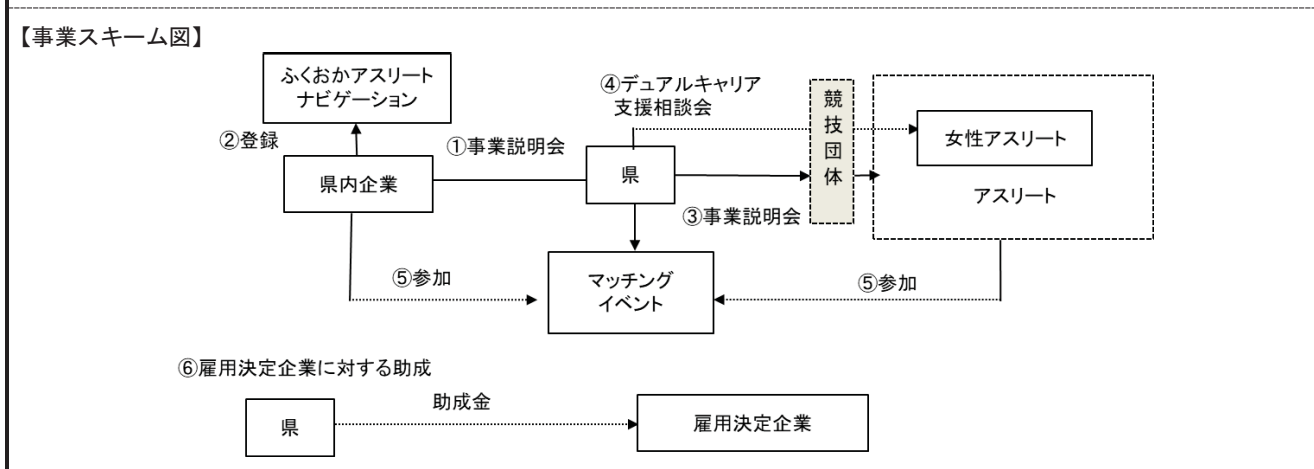 【事業スキーム図】
ふくおかアスリート
ナビゲーション
②登録
①事業説明会
県内企業
県
④デュアルキャリア
支援相談会
競技団体
女性アスリート
アスリート
③事業説明会
⑤参加
マッチング
イベント
⑤参加
⑥雇用決定企業に対する助成
県
助成金
雇用決定企業